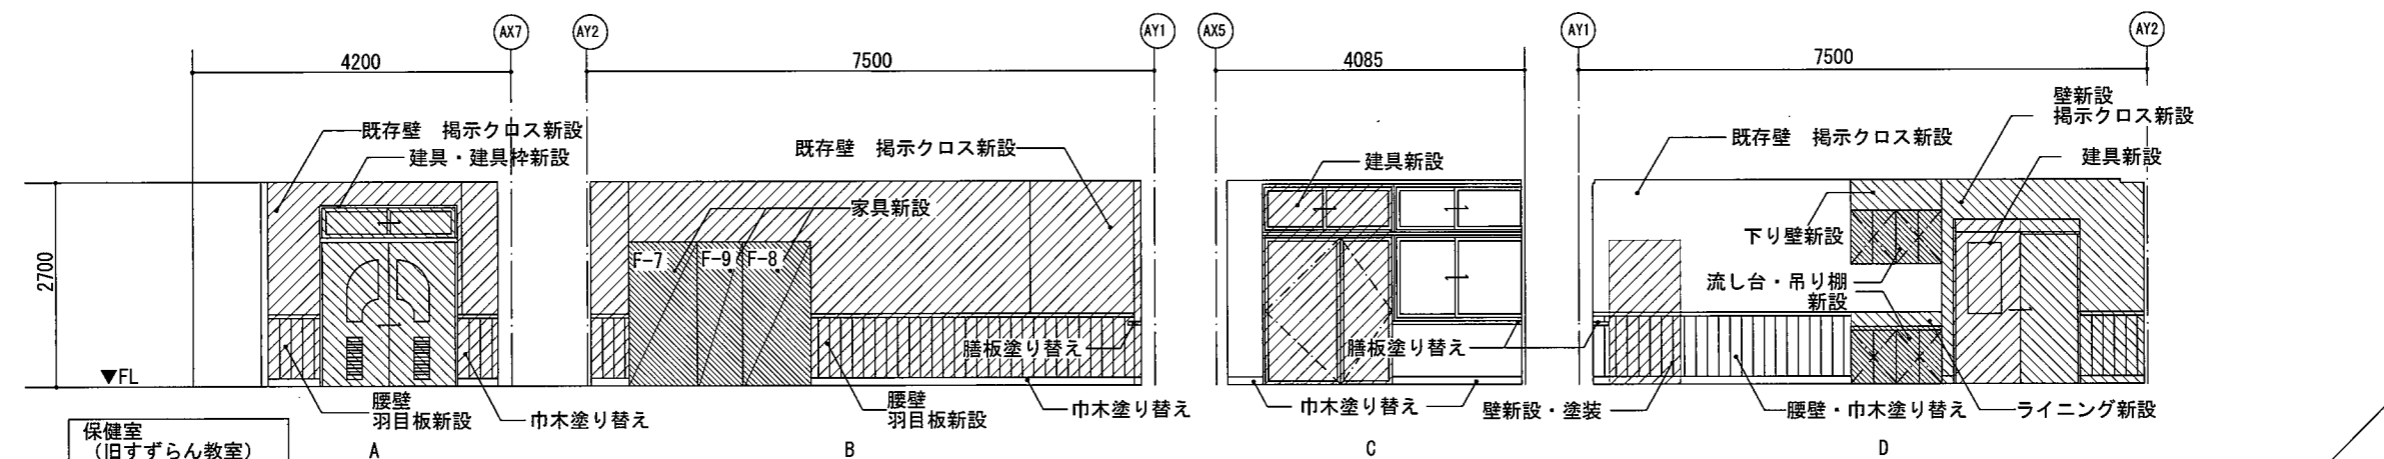 AX7
AY2
AY1
AX5
AY1
AY2
4200
7500
4085
7500
壁新設
掲示クロス新設
既存壁　掲示クロス新設
建具・建具枠新設
既存壁　掲示クロス新設
建具新設
既存壁　掲示クロス新設
建具新設
家具新設
2700
F-7
F-9
F-8
下り壁新設
流し台・吊り棚
新設
膳板塗り替え
膳板塗り替え
▼FL
腰壁
羽目板新設
巾木塗り替え
腰壁
羽目板新設
巾木塗り替え
巾木塗り替え
壁新設・塗装
腰壁・巾木塗り替え
ライニング新設
保健室
（旧すずらん教室）
A
B
C
D